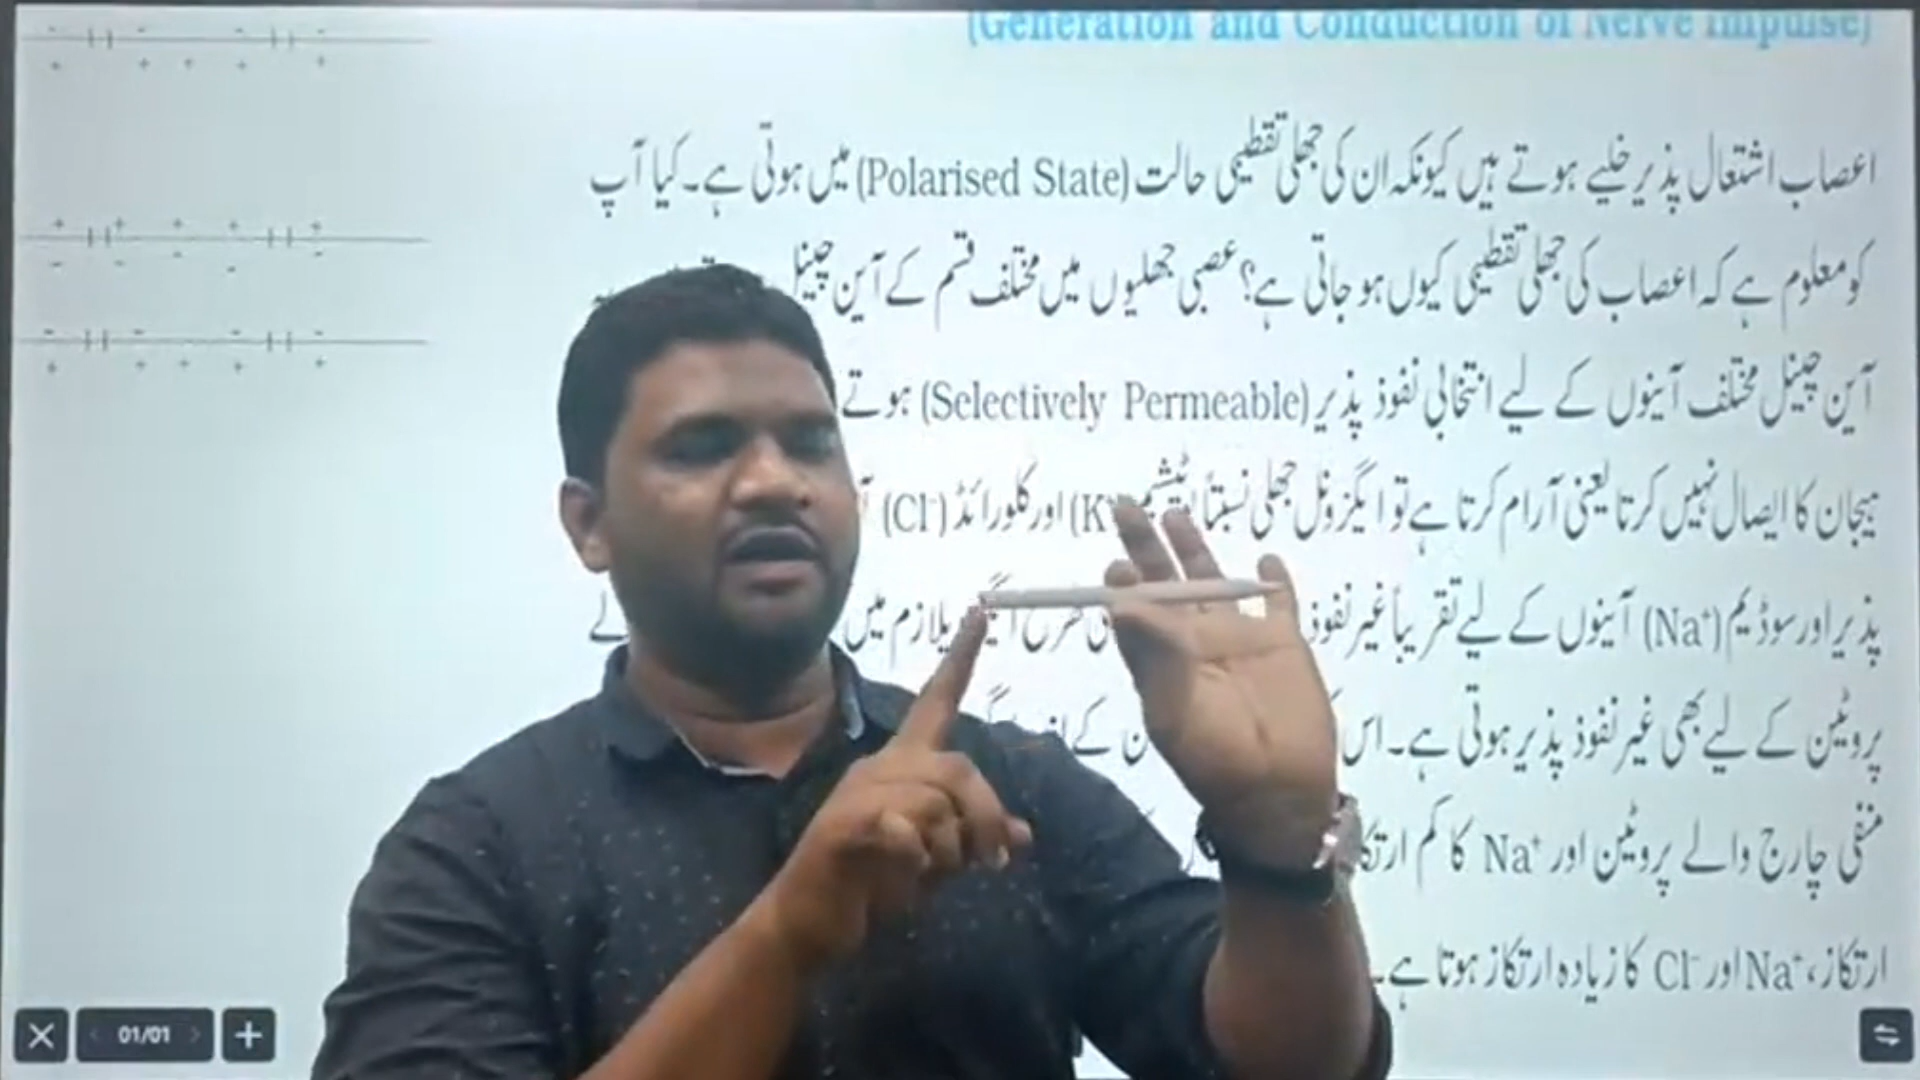 (Generation and Conduction of Nerve Impulse)
اعصاب اشتعال پذیر خلیے ہوتے ہیں کیونکہ ان کی جھلی تقطیبی حالت (Polarised State) میں ہوتی ہے۔ کیا آپ
کو معلوم ہے کہ اعصاب کی جھلی تقطیبی کیوں ہو جاتی ہے؟ عصبی جھلیوں میں مختلف قسم کے آین چینل
آین چینل مختلف آینوں کے لیے انتخابی نفوذ پذیر (Selectively Permeable) ہوتے
ہیجان کا ایصال نہیں کرتا یعنی آرام کرتا ہے تو ایگزونل جھلی نسبتاً (K اور کلورائڈ (Cl⁻)
پذیر اور سوڈیم (Na⁺) آینوں کے لیے تقریباً غیر نفوذ پلازم میں
پروٹین کے لیے بھی غیر نفوذ پذیر ہوتی ہے۔ اس کے
منفی چارج والے پروٹین اور Na⁺ کا کم
ارتکاز، Na⁺ اور Cl⁻ کا زیادہ ارتکاز ہوتا ہے۔
01/01